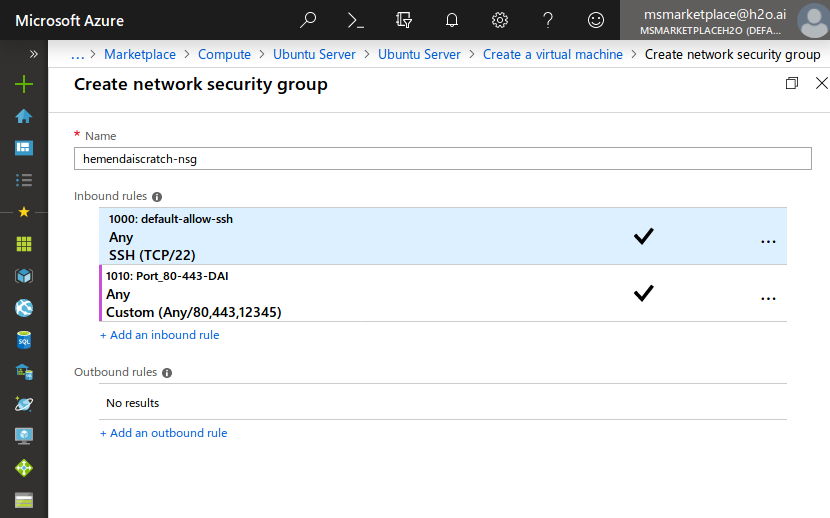 Microsoft Azure
msmarketplace@h2o.ai
MSMARKETPLACEH2O (DEFA...
... > Marketplace > Compute > Ubuntu Server > Ubuntu Server > Create a virtual machine > Create network security group
Create network security group
* Name
hemendaiscratch-nsg
Inbound rules
1000: default-allow-ssh
Any
SSH (TCP/22)
1010: Port_80-443-DAI
Any
Custom (Any/80,443,12345)
+ Add an inbound rule
Outbound rules
No results
+ Add an outbound rule
SQL